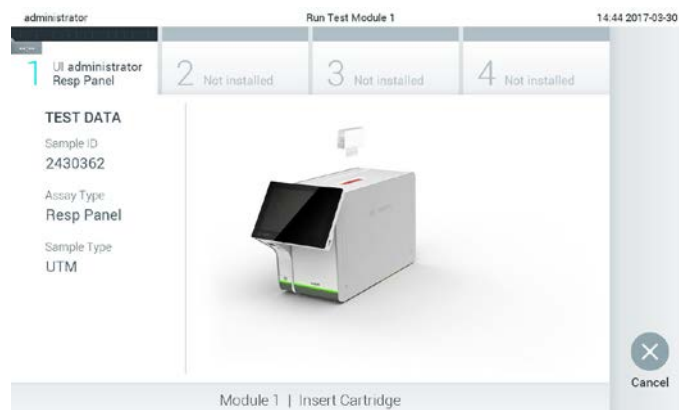 administrator
Run Test Module 1
14:44 2017-03-30
1 UI administrator
Resp Panel
2 Not installed
3 Not installed
4 Not installed
TEST DATA
Sample ID
2430362
Assay Type
Resp Panel
Sample Type
UTM
Cancel
Module 1 | Insert Cartridge